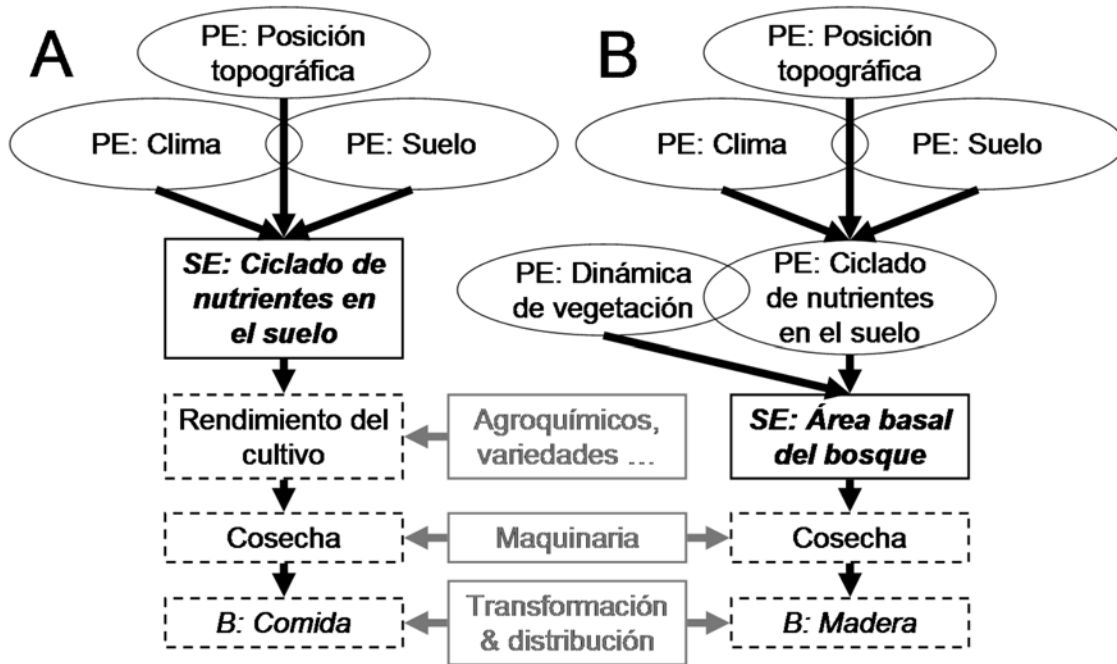 A
PE: Posición
topográfica
PE: Clima
PE: Suelo
SE: Ciclado de
nutrientes en
el suelo
Rendimiento del
cultivo
Cosecha
B: Comida
Agroquímicos,
variedades ...
Maquinaria
Transformación
& distribución
B
PE: Posición
topográfica
PE: Clima
PE: Suelo
PE: Dinámica
de vegetación
PE: Ciclado
de nutrientes
en el suelo
SE: Área basal
del bosque
Cosecha
B: Madera